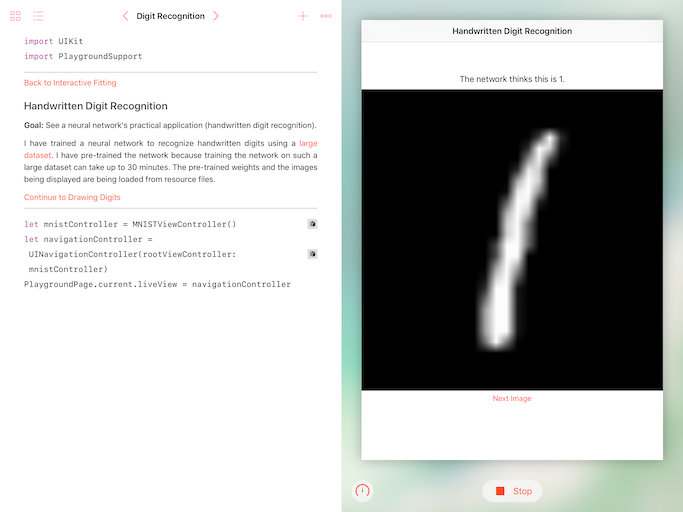 Digit Recognition
import UIKit
import PlaygroundSupport
Back to Interactive Fitting
Handwritten Digit Recognition
Goal: See a neural network's practical application (handwritten digit recognition).
I have trained a neural network to recognize handwritten digits using a large
dataset. I have pre-trained the network because training the network on such a
large dataset can take up to 30 minutes. The pre-trained weights and the images
being displayed are being loaded from resource files.
Continue to Drawing Digits
let mnistController = MNISTViewController()
let navigationController =
UINavigationController(rootViewController:
mnistController)
PlaygroundPage.current.liveView = navigationController
Handwritten Digit Recognition
The network thinks this is 1.
Next Image
Stop